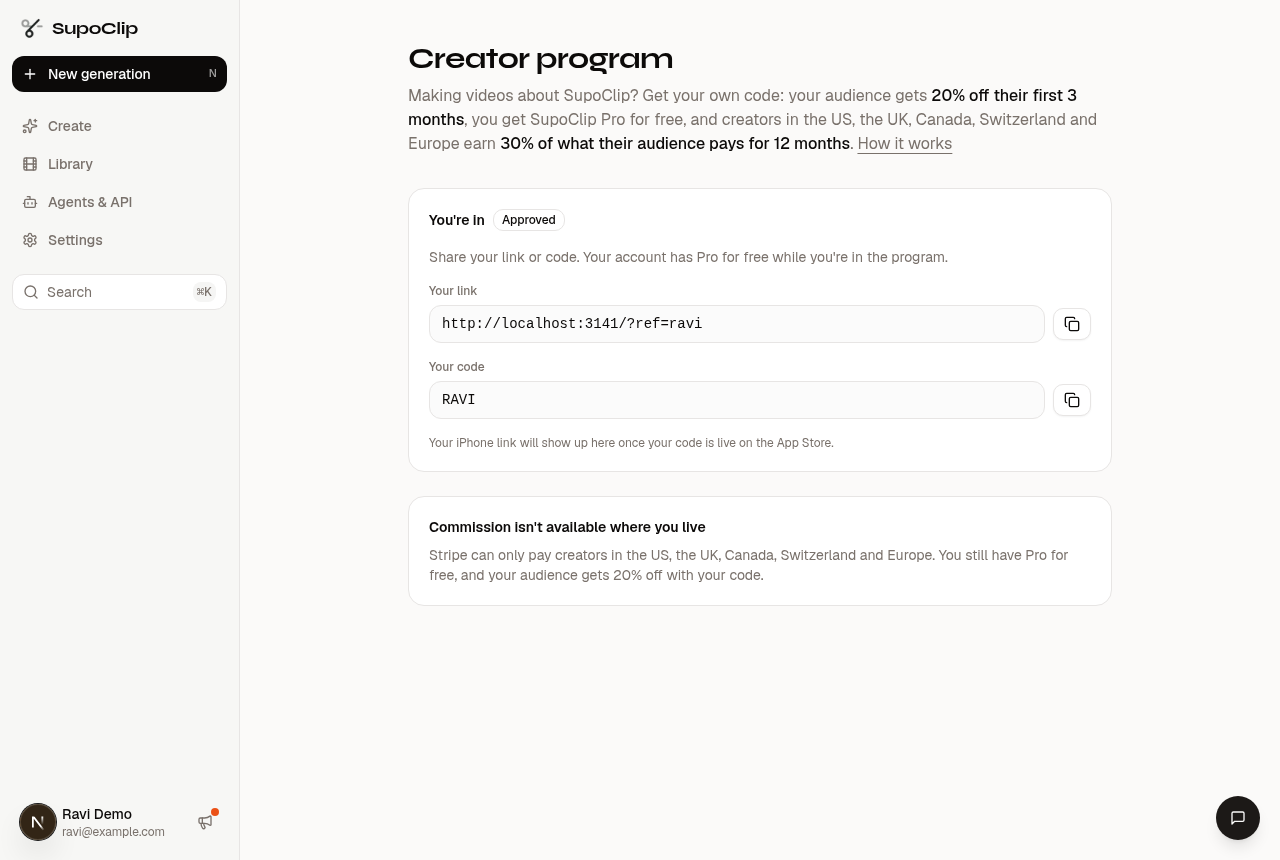 SupoClip
New generation N
Create
Library
Agents & API
Settings
Search ⌘K
Creator program
Making videos about SupoClip? Get your own code: your audience gets 20% off their first 3
months, you get SupoClip Pro for free, and creators in the US, the UK, Canada, Switzerland and
Europe earn 30% of what their audience pays for 12 months. How it works
You're in Approved
Share your link or code. Your account has Pro for free while you're in the program.
Your link
http://localhost:3141/?ref=ravi
Your code
RAVI
Your iPhone link will show up here once your code is live on the App Store.
Commission isn't available where you live
Stripe can only pay creators in the US, the UK, Canada, Switzerland and Europe. You still have Pro for
free, and your audience gets 20% off with your code.
N
Ravi Demo
ravi@example.com